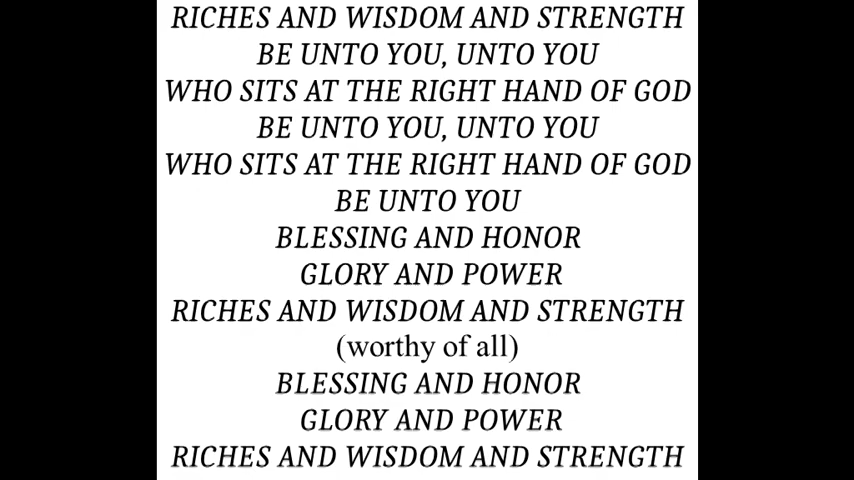 RICHES AND WISDOM AND STRENGTH
BE UNTO YOU, UNTO YOU
WHO SITS AT THE RIGHT HAND OF GOD
BE UNTO YOU, UNTO YOU
WHO SITS AT THE RIGHT HAND OF GOD
BE UNTO YOU
BLESSING AND HONOR
GLORY AND POWER
RICHES AND WISDOM AND STRENGTH
(worthy of all)
BLESSING AND HONOR
GLORY AND POWER
RICHES AND WISDOM AND STRENGTH